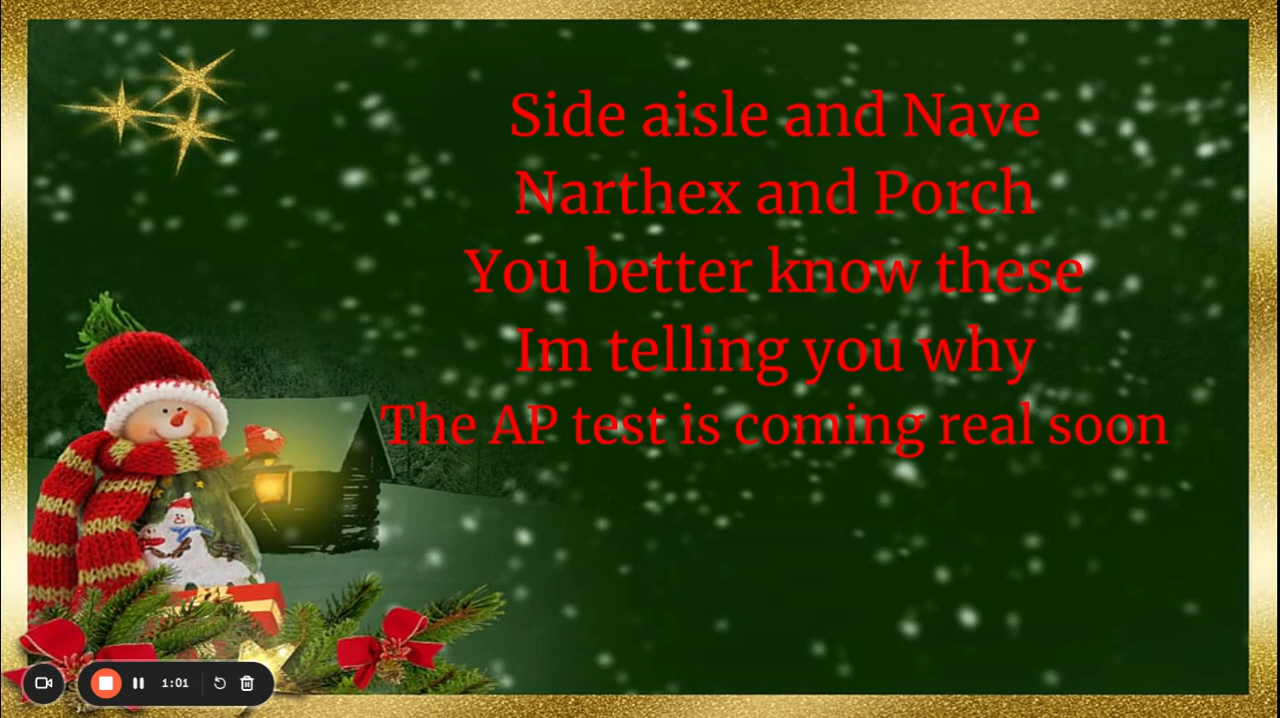 Side aisle and Nave
Narthex and Porch
You better know these
Im telling you why
The AP test is coming real soon
1:01